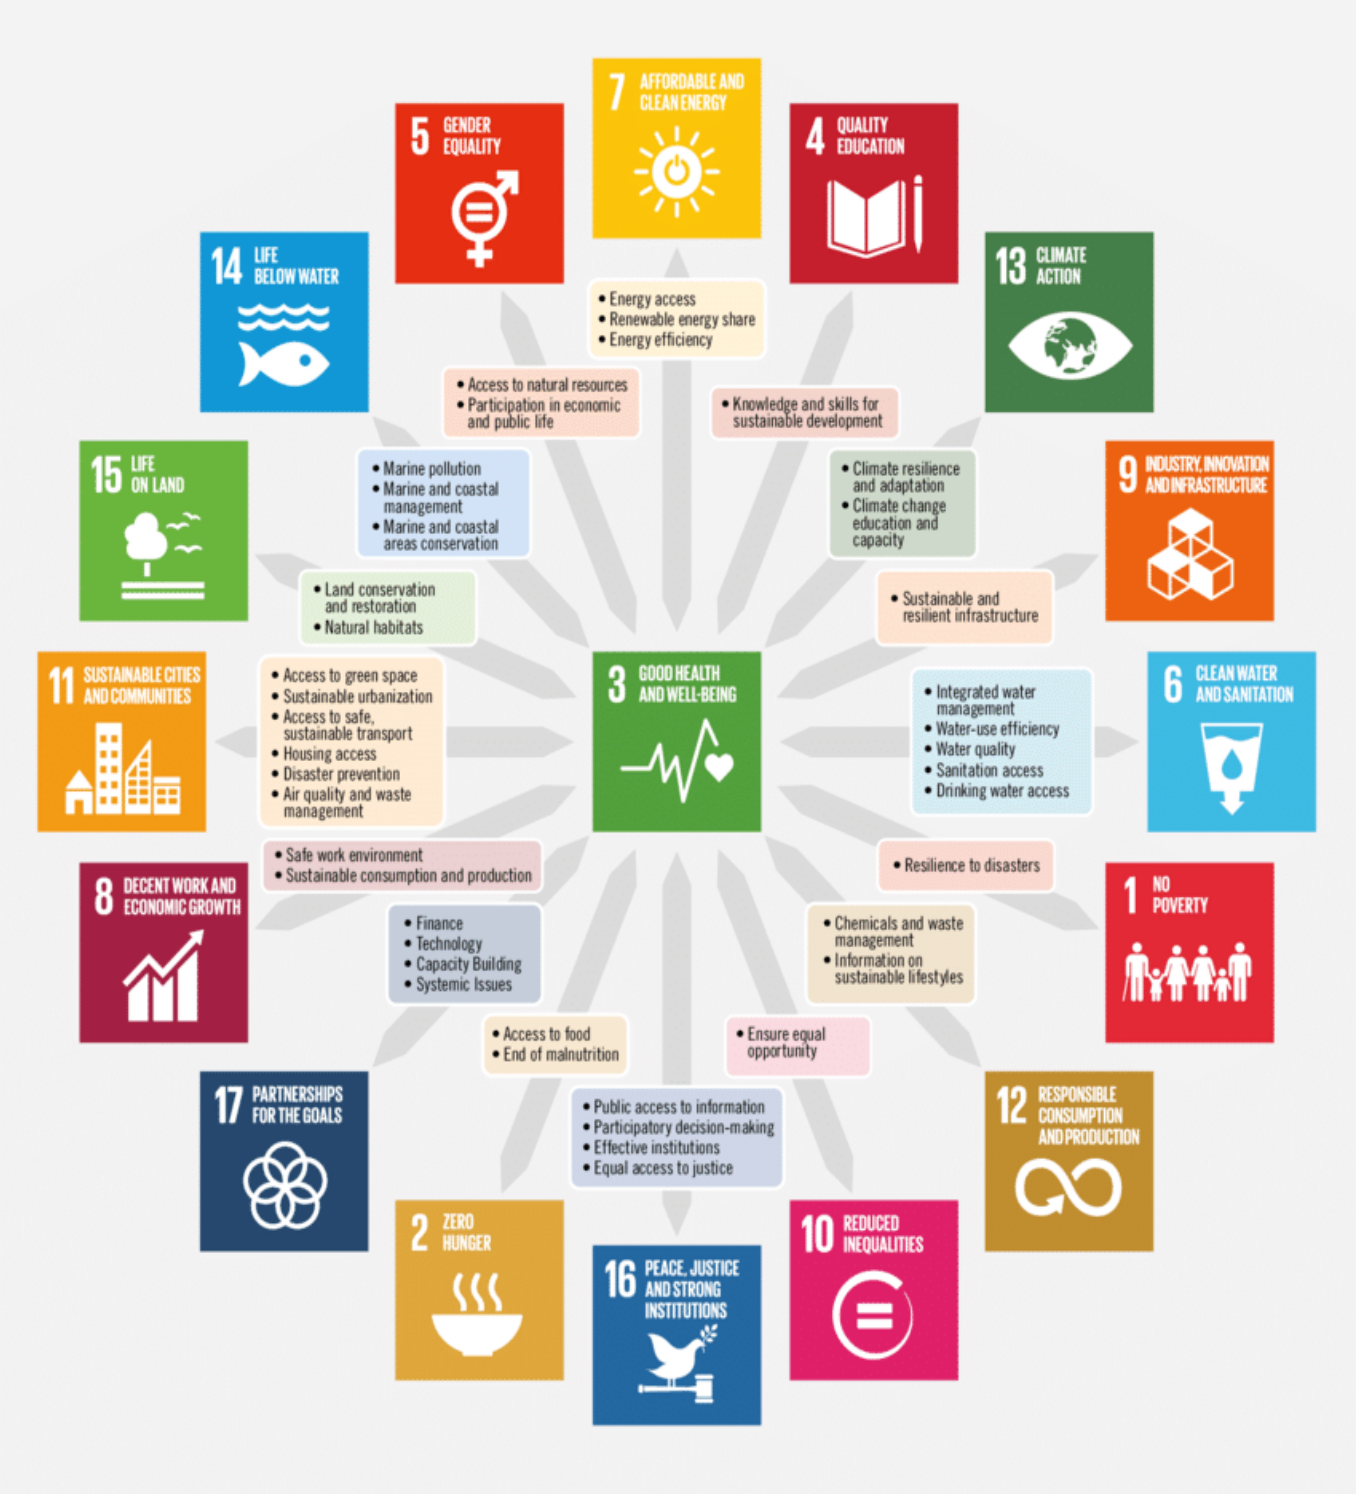 7 AFFORDABLE AND
CLEAN ENERGY
5 GENDER
EQUALITY
4 QUALITY
EDUCATION
14 LIFE
BELOW WATER
13 CLIMATE
ACTION
• Energy access
• Renewable energy share
• Energy efficiency
• Access to natural resources
• Participation in economic
and public life
• Knowledge and skills for
sustainable development
15 LIFE
ON LAND
• Marine pollution
• Marine and coastal
management
• Marine and coastal
areas conservation
• Climate resilience
and adaptation
• Climate change
education and
capacity
9 INDUSTRY, INNOVATION
AND INFRASTRUCTURE
• Land conservation
and restoration
• Natural habitats
• Sustainable and
resilient infrastructure
11 SUSTAINABLE CITIES
AND COMMUNITIES
• Access to green space
• Sustainable urbanization
• Access to safe,
sustainable transport
• Housing access
• Disaster prevention
• Air quality and waste
management
3 GOOD HEALTH
AND WELL-BEING
• Integrated water
management
• Water-use efficiency
• Water quality
• Sanitation access
• Drinking water access
6 CLEAN WATER
AND SANITATION
8 DECENT WORK AND
ECONOMIC GROWTH
• Safe work environment
• Sustainable consumption and production
• Resilience to disasters
1 NO
POVERTY
• Finance
• Technology
• Capacity Building
• Systemic Issues
• Chemicals and waste
management
• Information on
sustainable lifestyles
• Access to food
• End of malnutrition
• Ensure equal
opportunity
17 PARTNERSHIPS
FOR THE GOALS
• Public access to information
• Participatory decision-making
• Effective institutions
• Equal access to justice
12 RESPONSIBLE
CONSUMPTION
AND PRODUCTION
2 ZERO
HUNGER
16 PEACE, JUSTICE
AND STRONG
INSTITUTIONS
10 REDUCED
INEQUALITIES